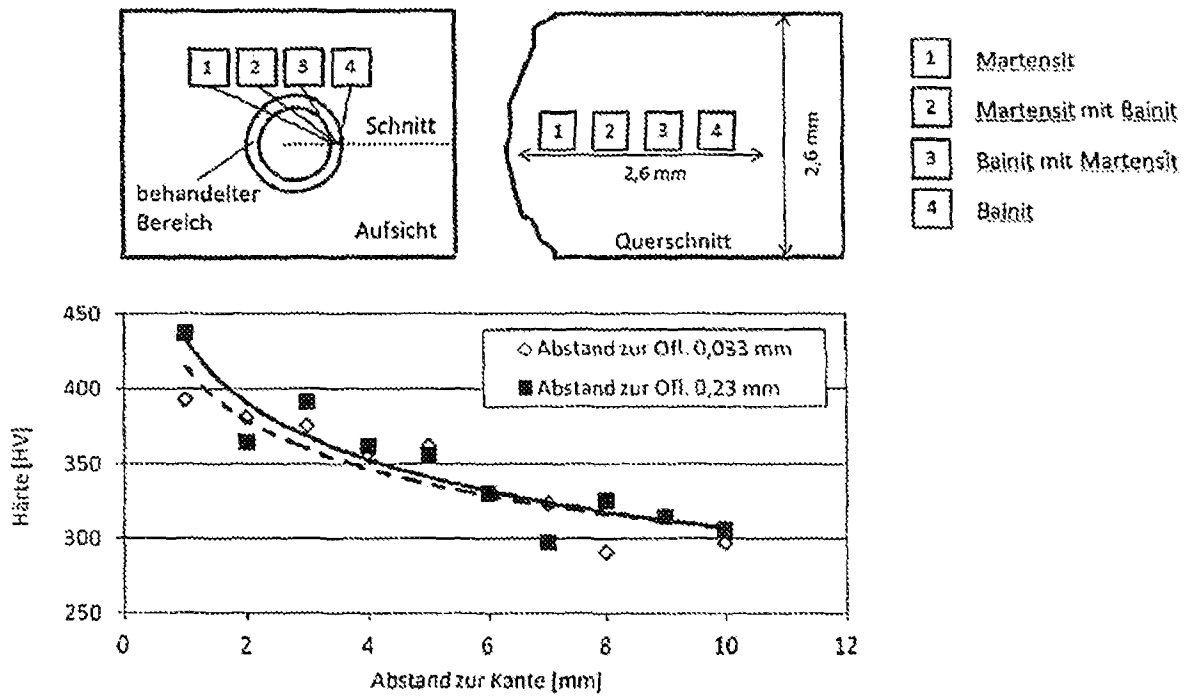 1 2 3 4
Schnitt
behandelter
Bereich
Aufsicht
1 2 3 4
2,6 mm
2,6 mm
Querschnitt
1 Martensit
2 Martensit mit Bainit
3 Bainit mit Martensit
4 Bainit
450
400
350
300
250
Härte [HV]
Abstand zur Ofl. 0,033 mm
Abstand zur Ofl. 0,23 mm
0 2 4 6 8 10 12
Abstand zur Kante [mm]